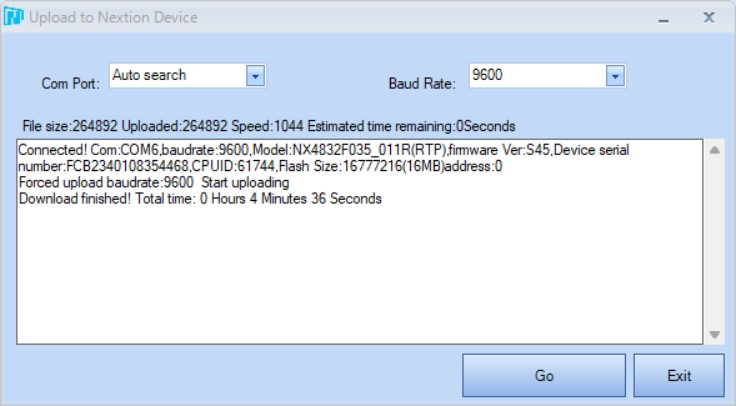 Upload to Nextion Device
Com Port: Auto search
Baud Rate: 9600
File size:264892 Uploaded:264892 Speed:1044 Estimated time remaining:0Seconds
Connected! Com:COM6,baudrate:9600,Model:NX4832F035_011R(RTP),firmware Ver:S45,Device serial
number:FCB2340108354468,CPUID:61744,Flash Size:16777216(16MB)address:0
Forced upload baudrate:9600  Start uploading
Download finished! Total time: 0 Hours 4 Minutes 36 Seconds
Go
Exit